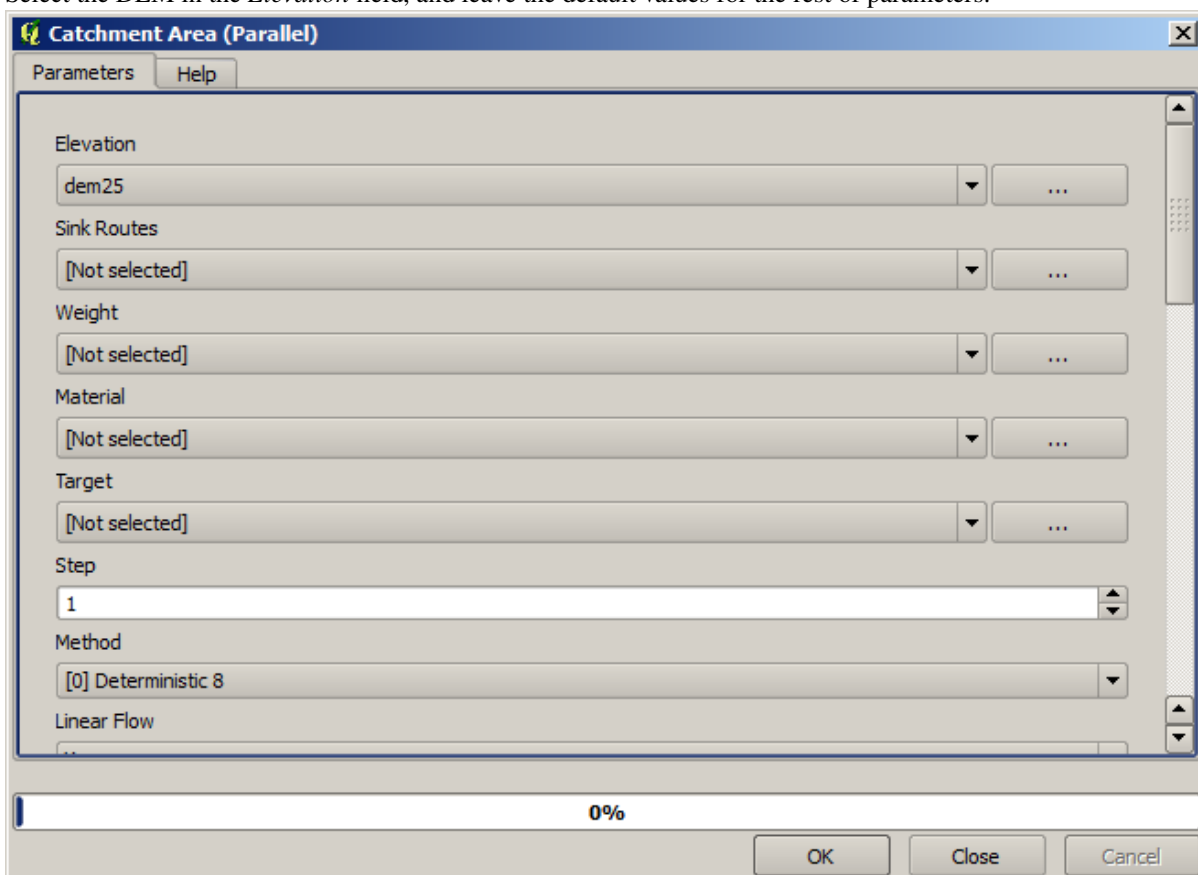 Select the DEM in the Elevation field, and leave the default values for the rest of parameters.
Catchment Area (Parallel)
Parameters Help
Elevation
dem25 ...
Sink Routes
[Not selected] ...
Weight
[Not selected] ...
Material
[Not selected] ...
Target
[Not selected] ...
Step
1
Method
[0] Deterministic 8
Linear Flow
0%
OK Close Cancel